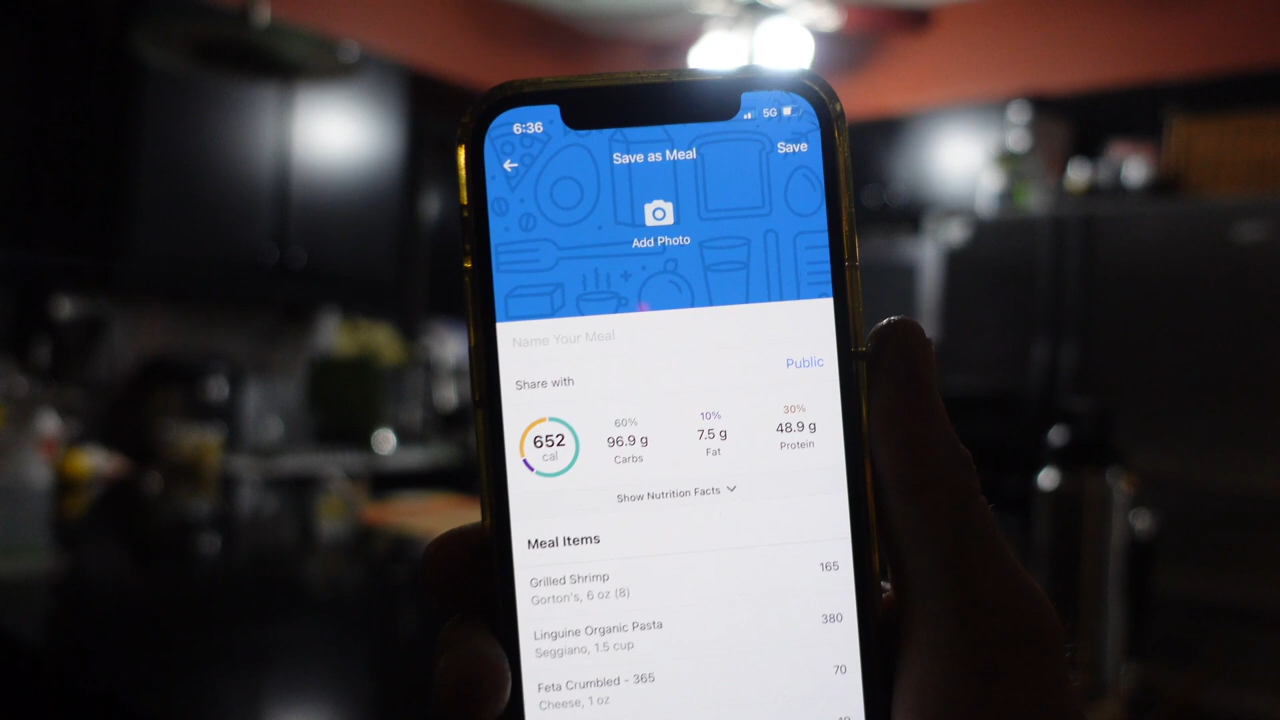 6:36
5G
Save as Meal
Save
Add Photo
Name Your Meal
Public
Share with
652
cal
60%
96.9 g
Carbs
10%
7.5 g
Fat
30%
48.9 g
Protein
Show Nutrition Facts
Meal Items
Grilled Shrimp
165
Gorton's, 6 oz (8)
Linguine Organic Pasta
380
Seggiano, 1.5 cup
Feta Crumbled - 365
70
Cheese, 1 oz